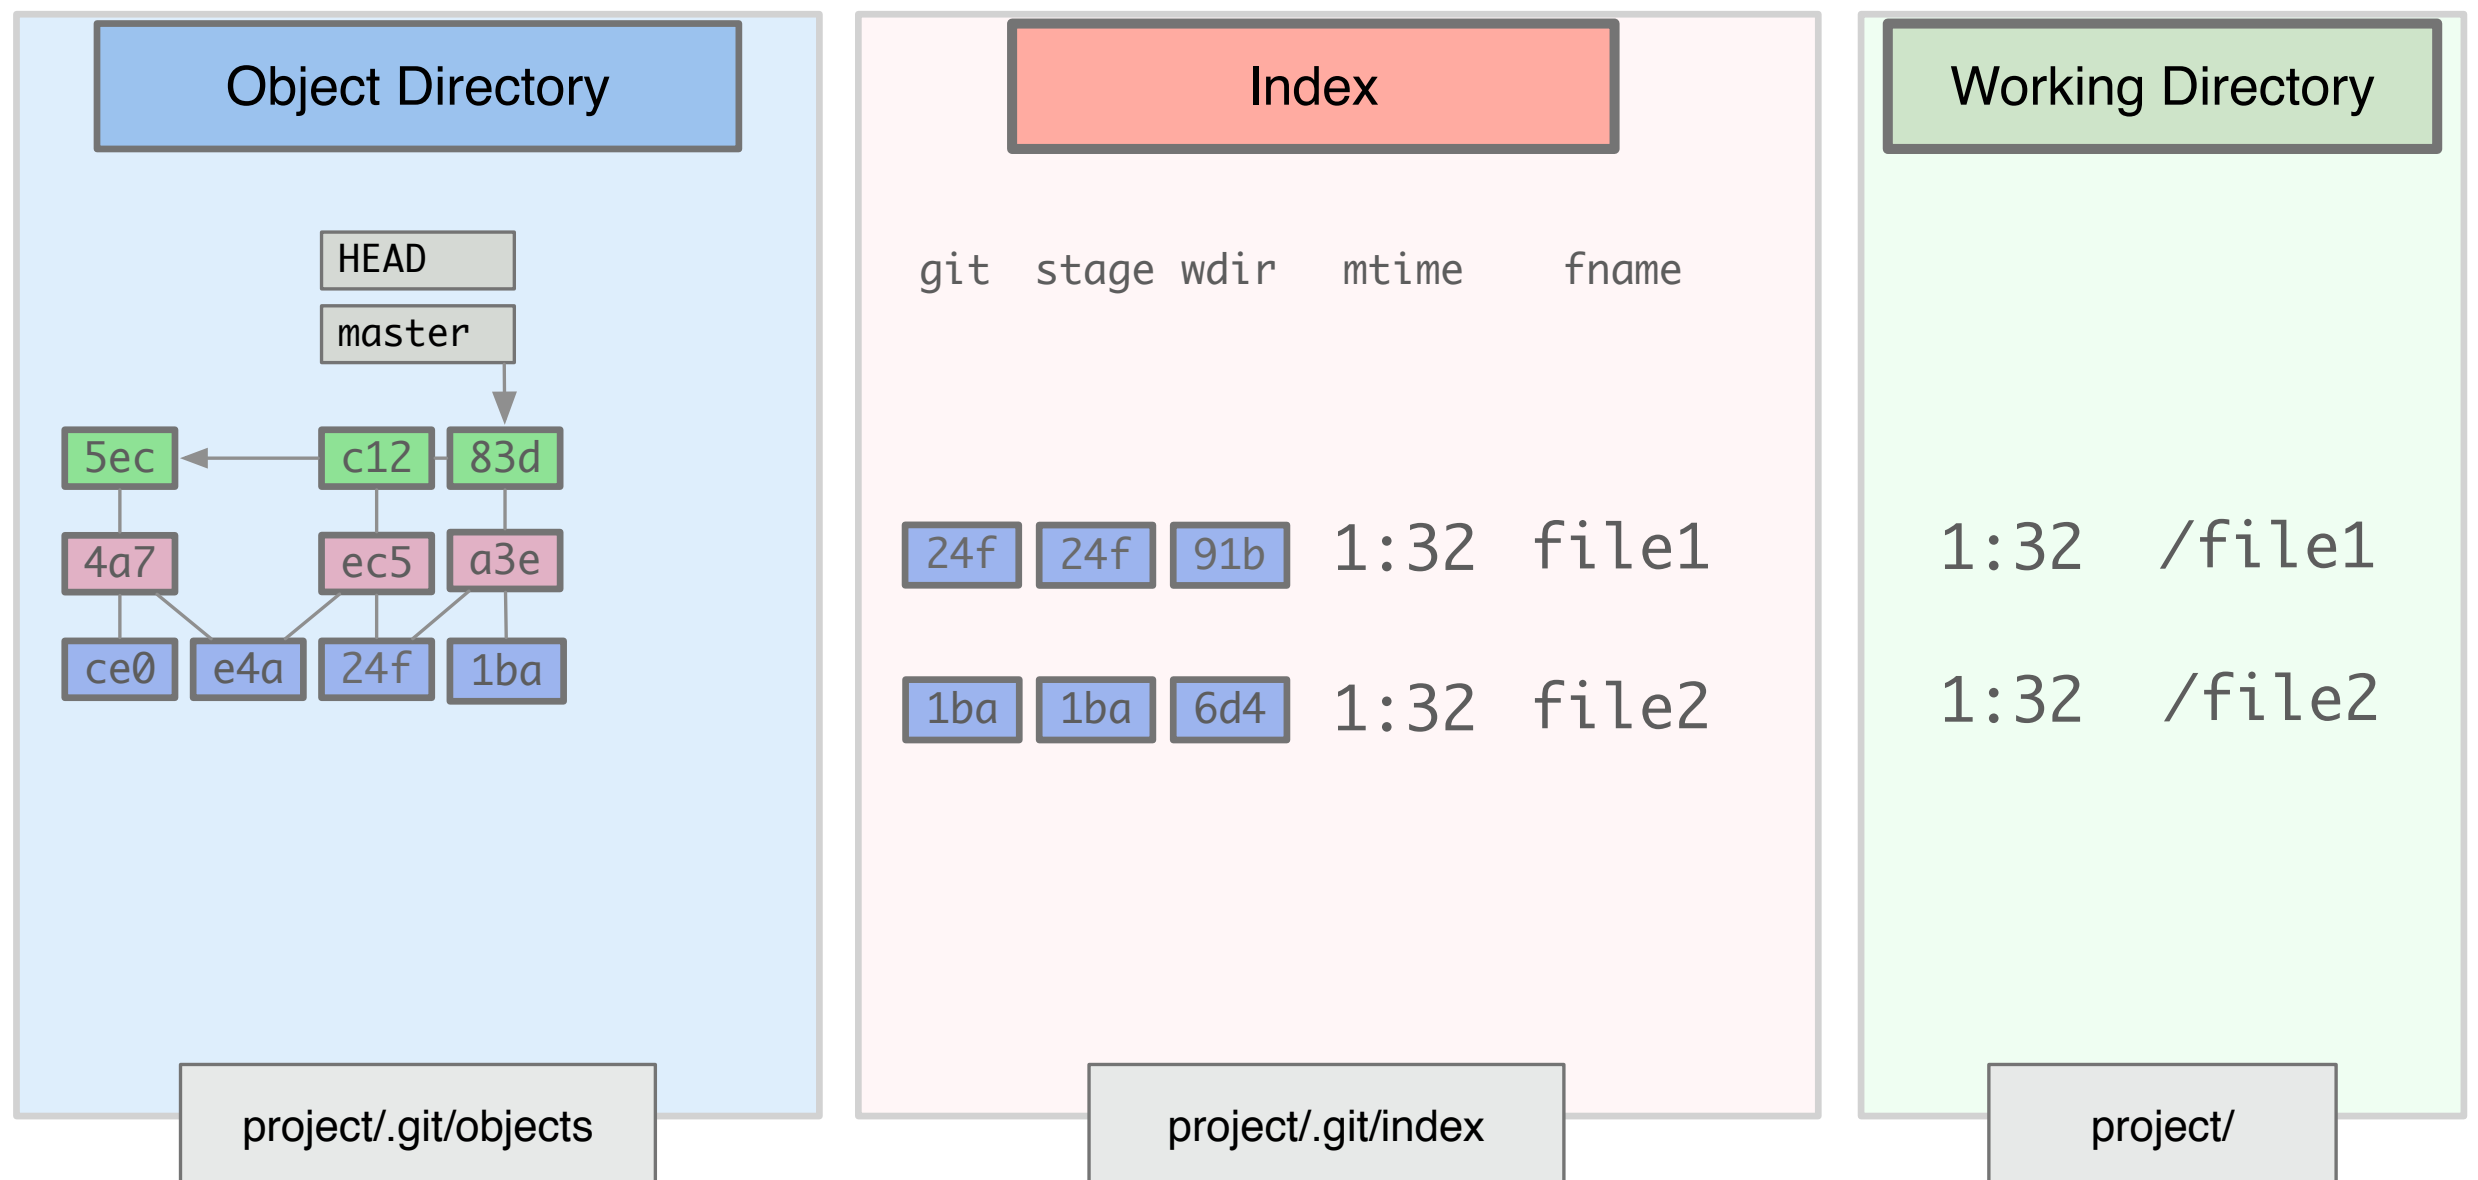 Object Directory
HEAD
master
5ec c12 83d
4a7 ec5 a3e
ce0 e4a 24f 1ba
project/.git/objects
Index
git stage wdir mtime fname
24f 24f 91b 1:32 file1
1ba 1ba 6d4 1:32 file2
project/.git/index
Working Directory
1:32 /file1
1:32 /file2
project/